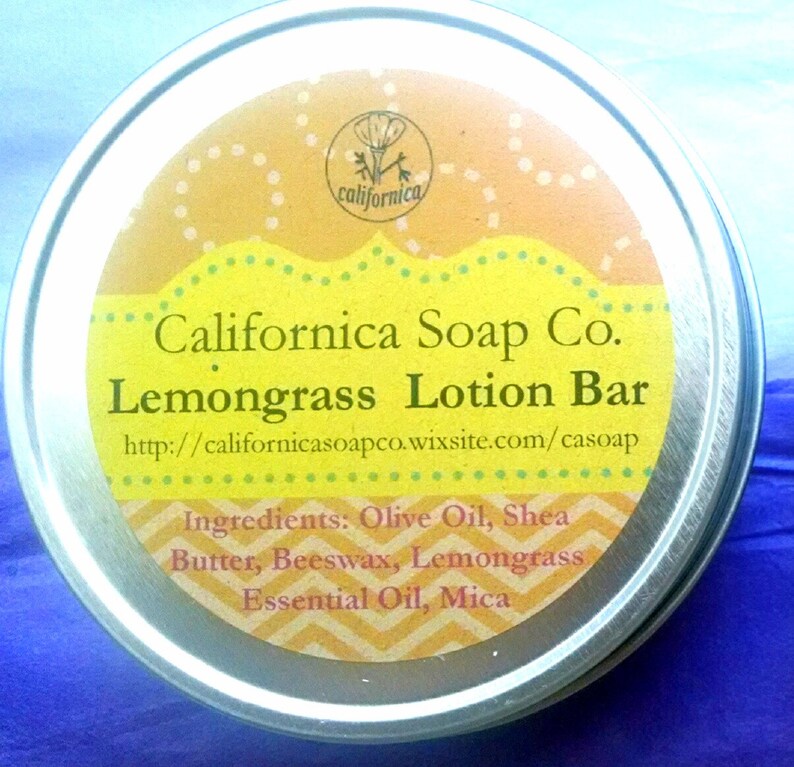 californica
Californica Soap Co.
Lemongrass Lotion Bar
http://californicasoapco.wixsite.com/casoap
Ingredients: Olive Oil, Shea
Butter, Beeswax, Lemongrass
Essential Oil, Mica